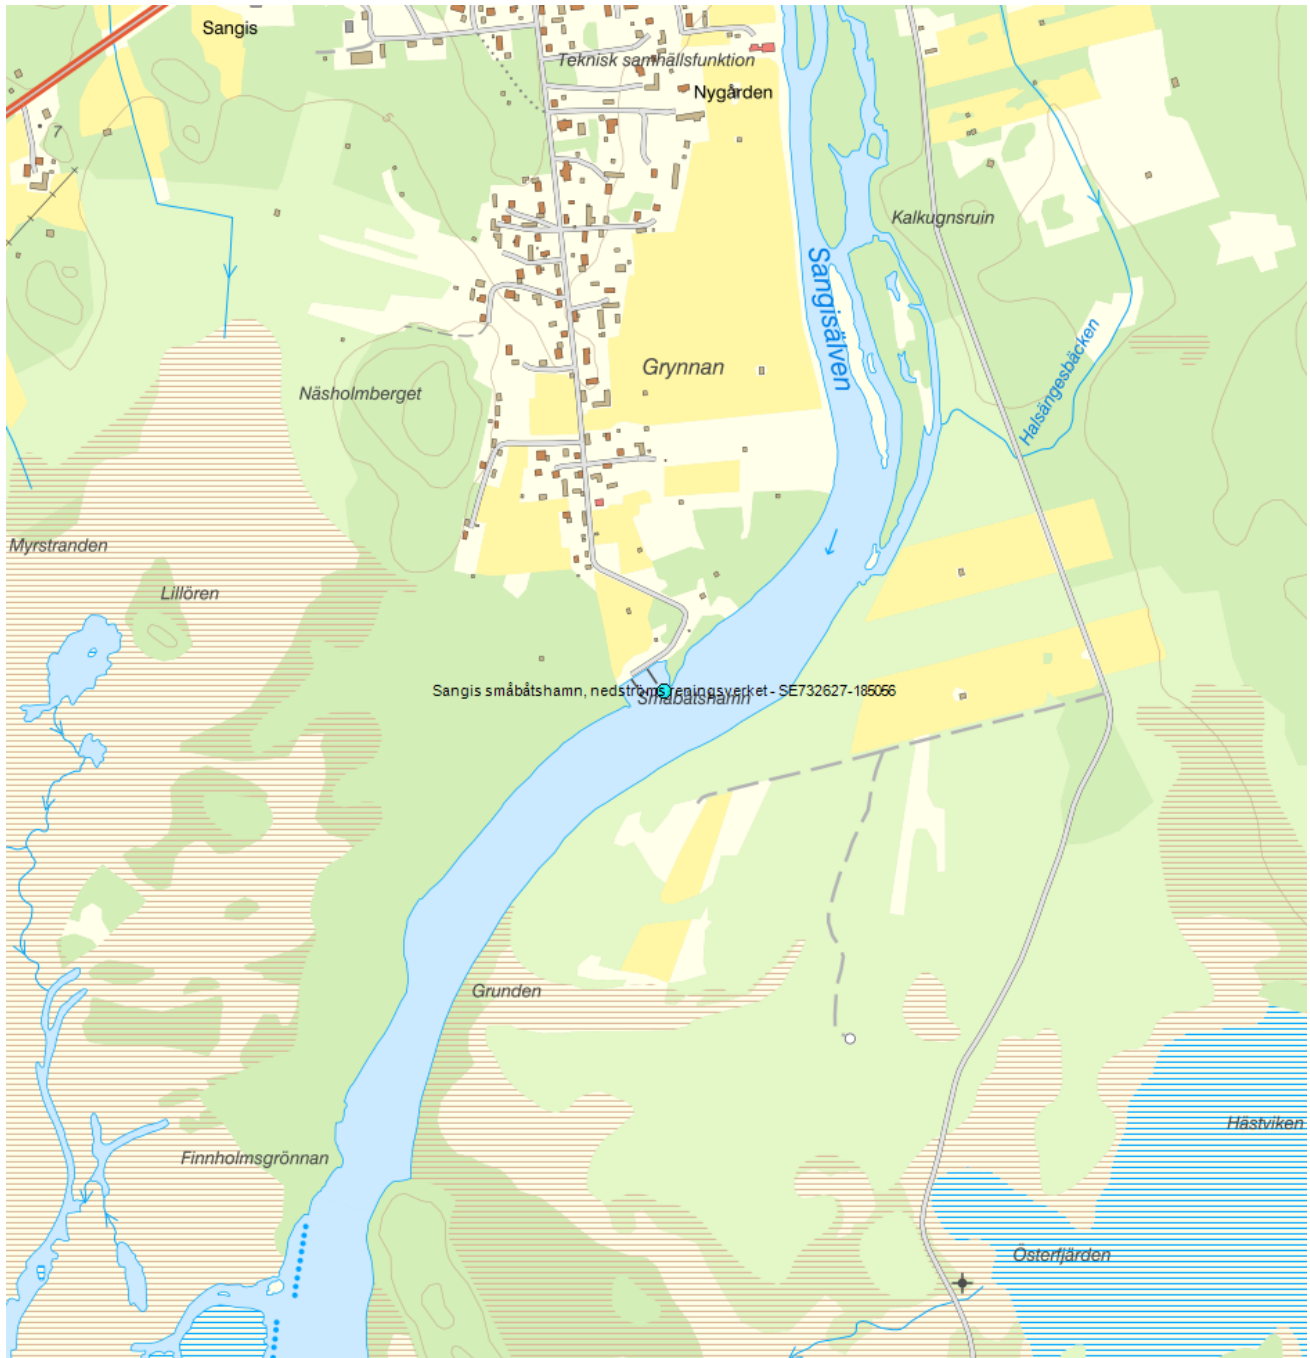 Sangis
Teknisk samhällsfunktion
Nygården
7
5
Kalkugnsruin
Sangisälven
Halsängesbäcken
Grynnan
Näsholmberget
Myrstranden
Lillören
Sangis småbåtshamn, nedströms reningsverket - SE732627-185056
Småbåtshamn
Grunden
Hästviken
Finnholmsgrönnan
Österfjärden